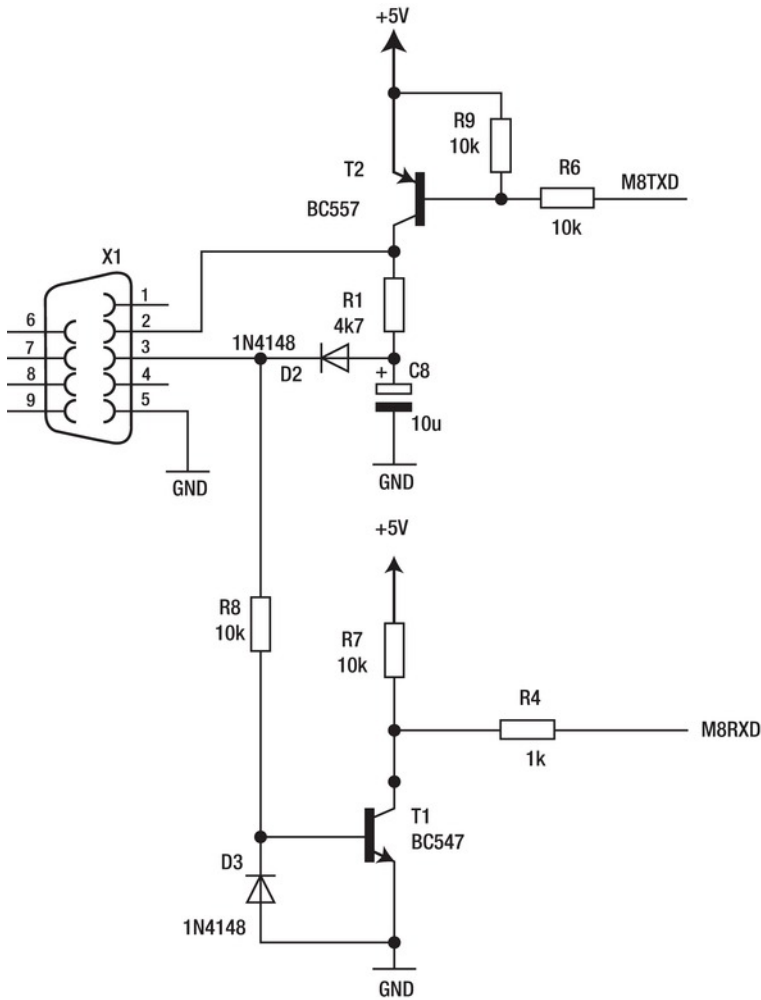 +5V
R9
10k
T2
BC557
R6
10k
M8TXD
X1
1
2
3
4
5
6
7
8
9
R1
4k7
1N4148
D2
+
C8
10u
GND
GND
+5V
R8
10k
R7
10k
R4
1k
M8RXD
T1
BC547
D3
1N4148
GND